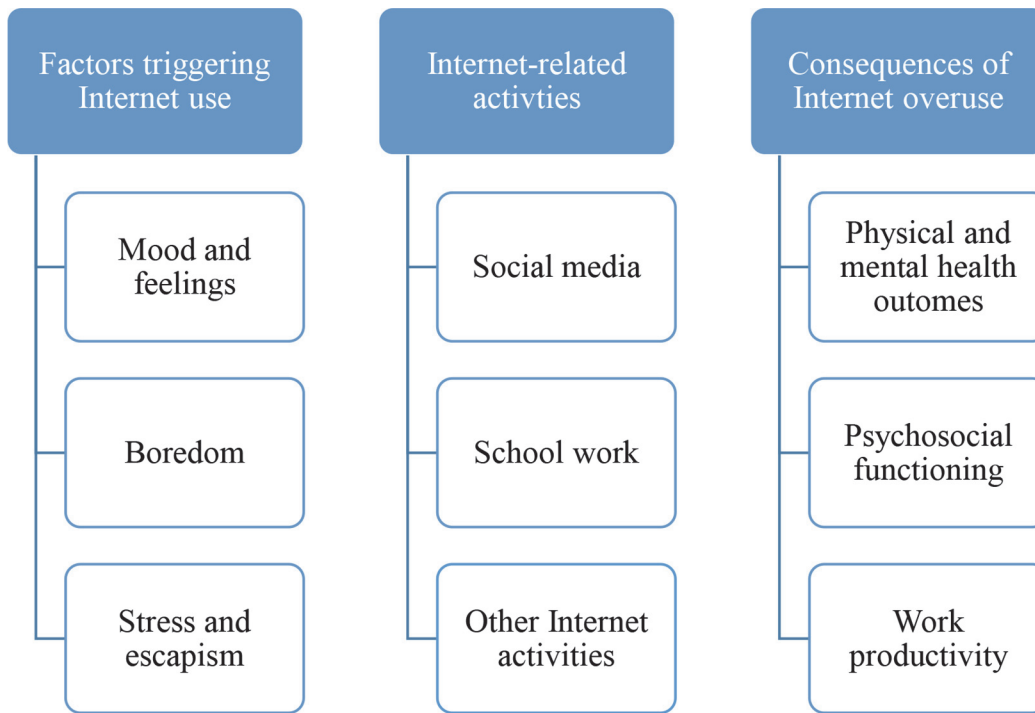 Factors triggering
Internet use
Mood and
feelings
Boredom
Stress and
escapism
Internet-related
activties
Social media
School work
Other Internet
activities
Consequences of
Internet overuse
Physical and
mental health
outcomes
Psychosocial
functioning
Work
productivity